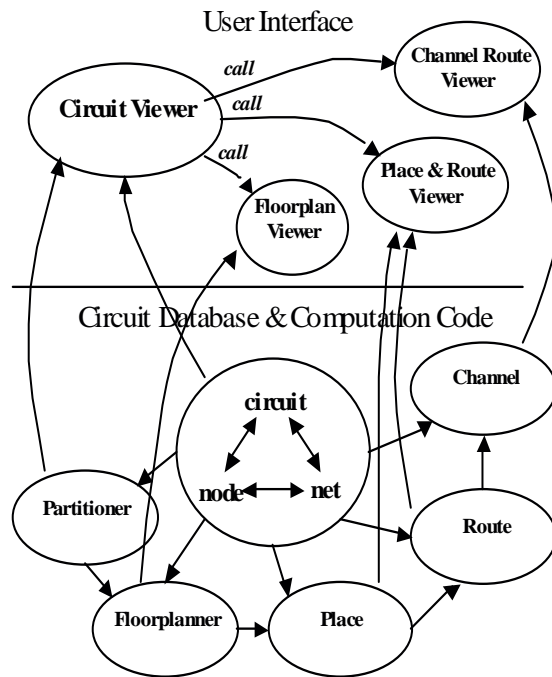 User Interface
Channel Route
Viewer
call
Circuit Viewer
call
call
Place & Route
Viewer
Floorplan
Viewer
Circuit Database & Computation Code
Channel
circuit
node
net
Partitioner
Route
Floorplanner
Place